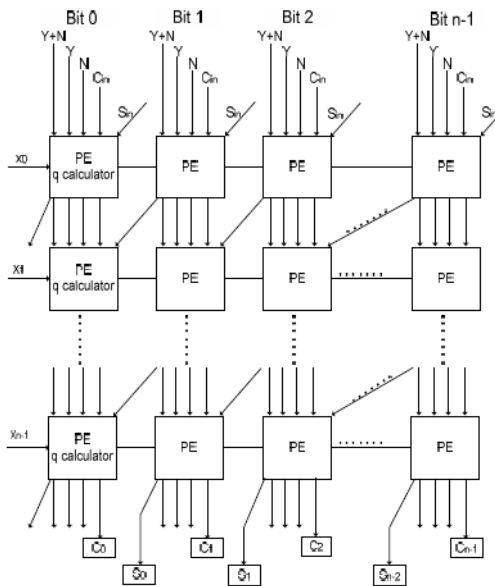 Bit 0 Bit 1 Bit 2 Bit n-1
Y+N Y N Cin Sin Y+N Y N Cin Sin Y+N Y N Cin Sin Y+N Y N Cin Sin
X0 PE q calculator PE PE PE
X1 PE q calculator PE PE PE
Xn-1 PE q calculator PE PE PE
C0 C1 C2 Cn-1
S0 S1 Sn-2